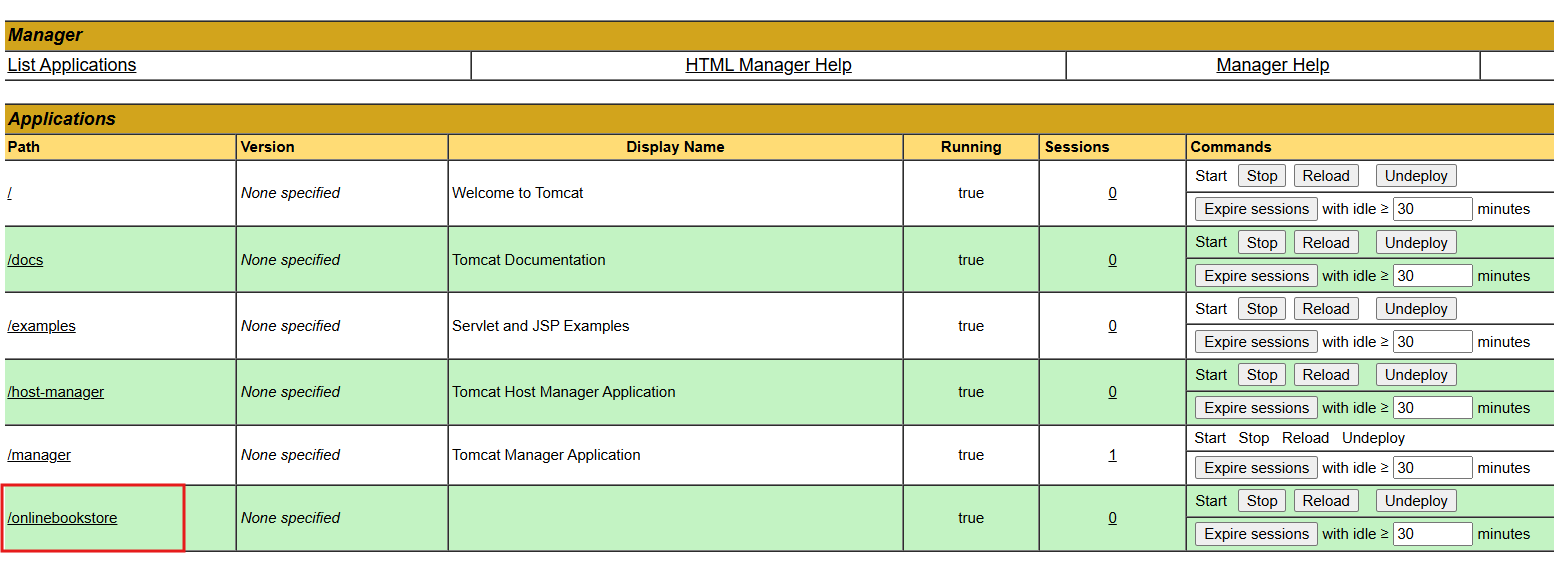 Manager
List Applications HTML Manager Help Manager Help
Applications
Path Version Display Name Running Sessions Commands
/ None specified Welcome to Tomcat true 0 Start Stop Reload Undeploy
Expire sessions with idle ≥ 30 minutes
/docs None specified Tomcat Documentation true 0 Start Stop Reload Undeploy
Expire sessions with idle ≥ 30 minutes
/examples None specified Servlet and JSP Examples true 0 Start Stop Reload Undeploy
Expire sessions with idle ≥ 30 minutes
/host-manager None specified Tomcat Host Manager Application true 0 Start Stop Reload Undeploy
Expire sessions with idle ≥ 30 minutes
/manager None specified Tomcat Manager Application true 1 Start Stop Reload Undeploy
Expire sessions with idle ≥ 30 minutes
/onlinebookstore None specified true 0 Start Stop Reload Undeploy
Expire sessions with idle ≥ 30 minutes